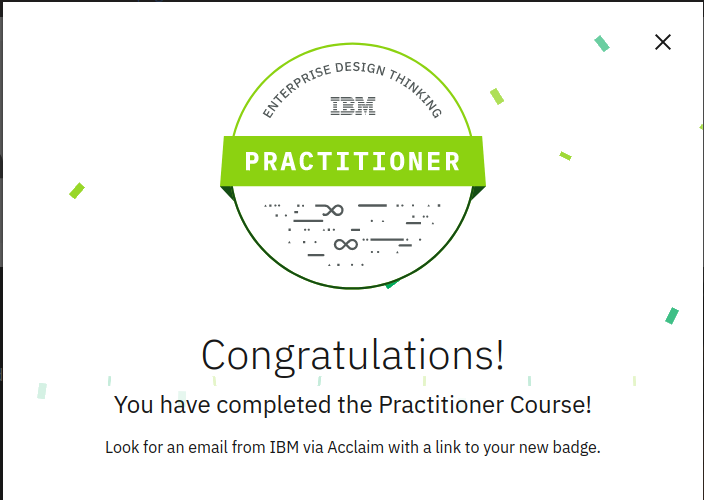 ENTERPRISE DESIGN THINKING
IBM
PRACTITIONER
Congratulations!
You have completed the Practitioner Course!
Look for an email from IBM via Acclaim with a link to your new badge.